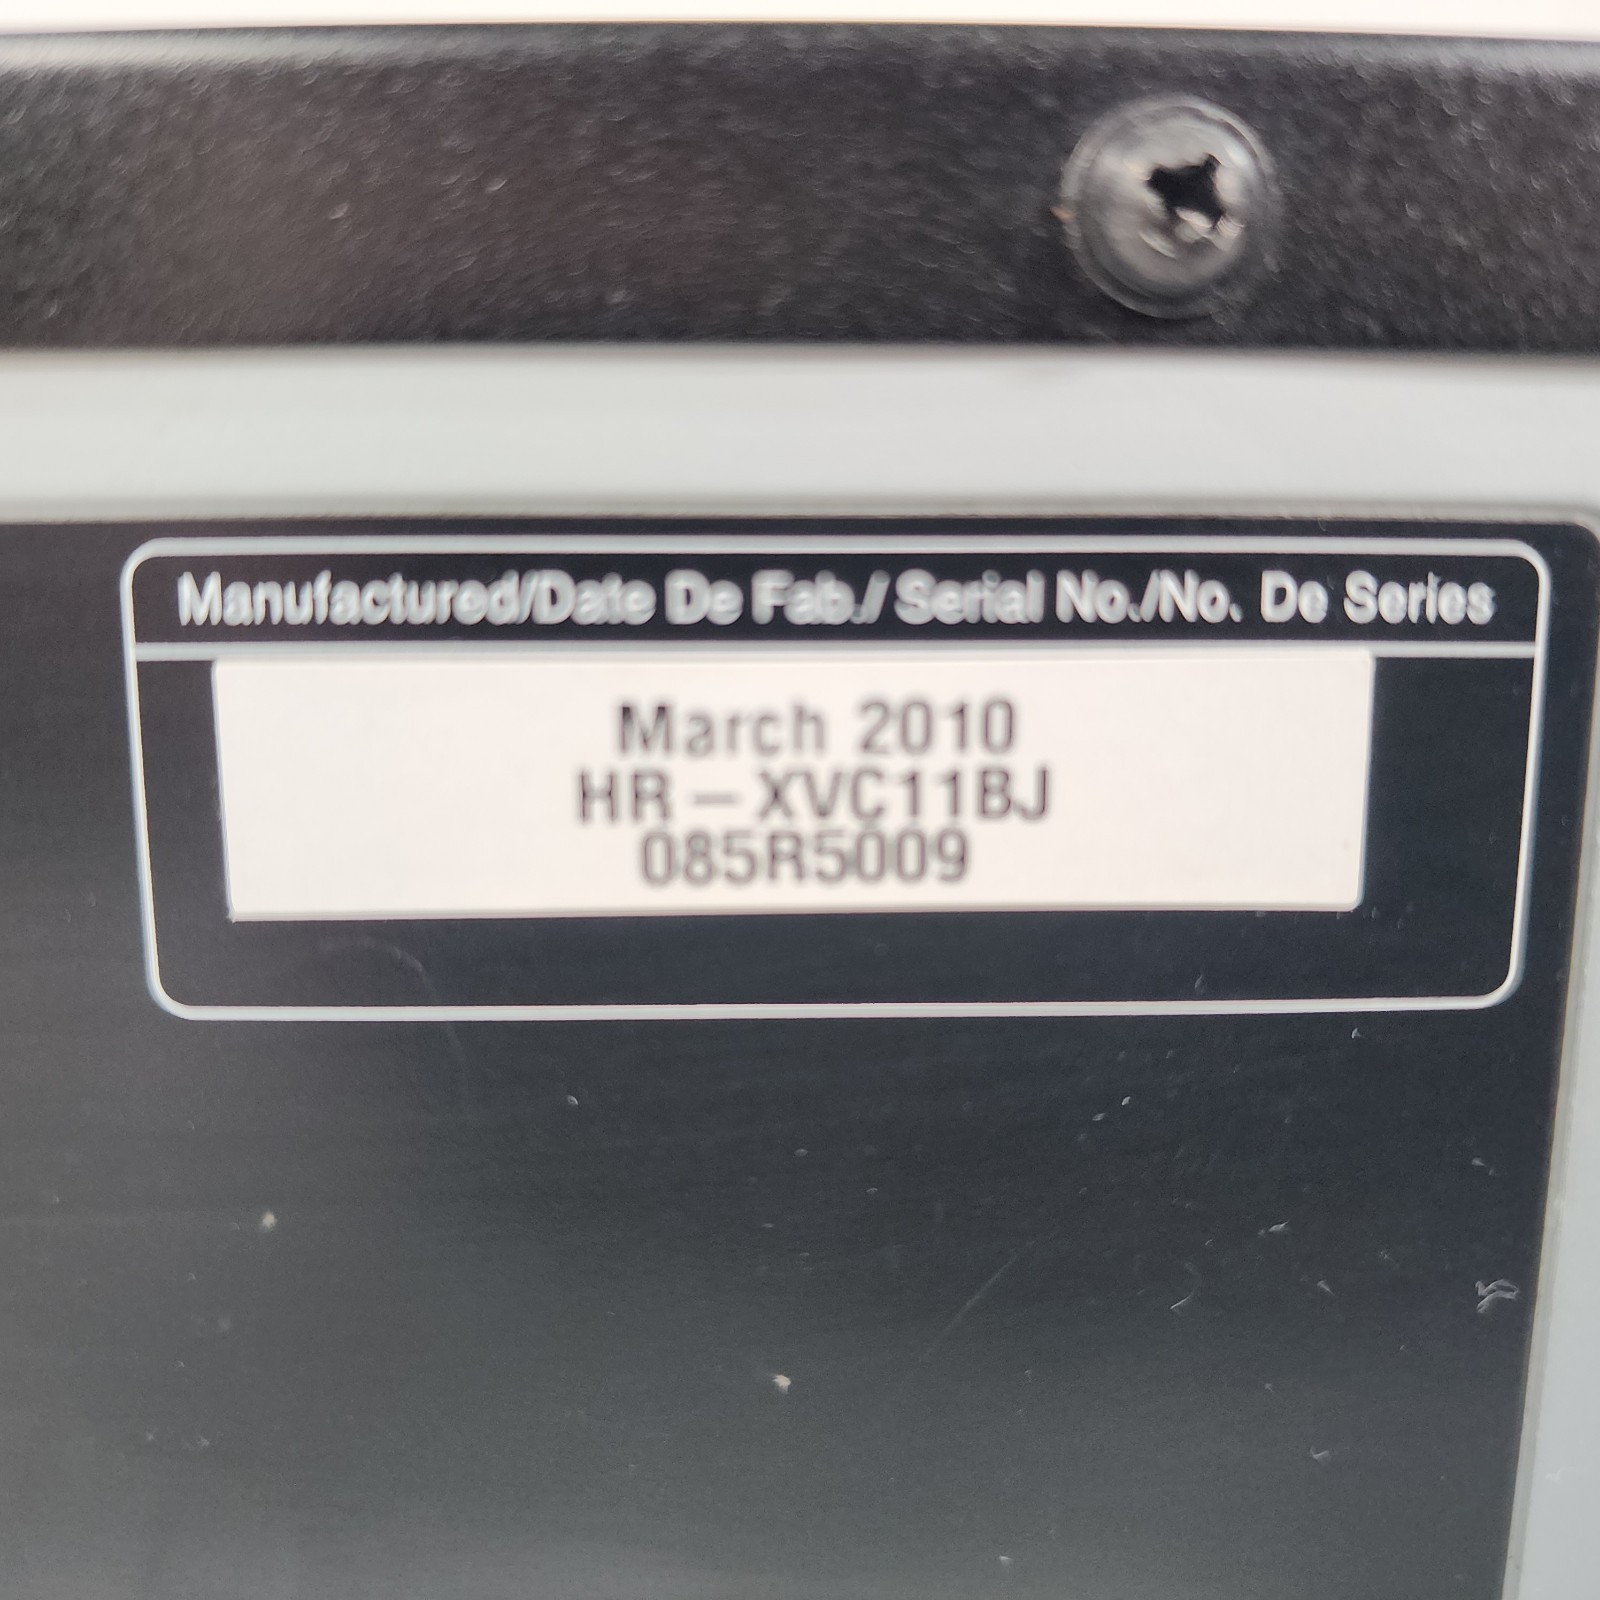 Manufactured/Date De Fab./ Serial No./No. De Series
March 2010
HR-XVC11BJ
085R5009